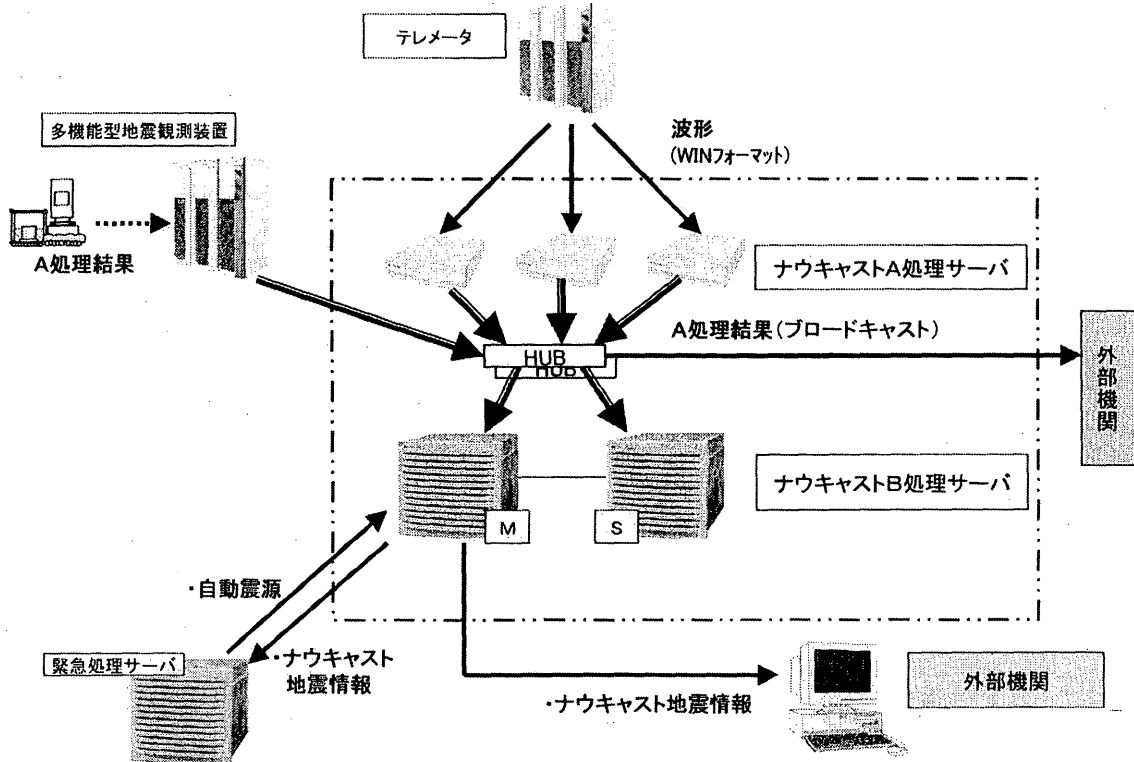 テレメータ
多機能型地震観測装置
波形
(WINフォーマット)
A処理結果
ナウキャストA処理サーバ
A処理結果(ブロードキャスト)
HUB
HUB
外部機関
ナウキャストB処理サーバ
M
S
・自動震源
緊急処理サーバ
・ナウキャスト
地震情報
・ナウキャスト地震情報
外部機関